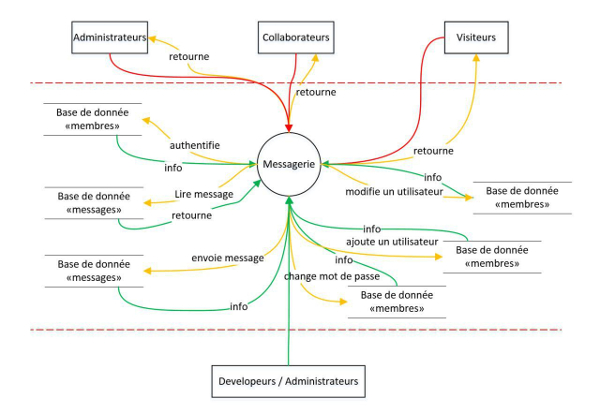 Administrateurs
Collaborateurs
Visiteurs
retourne
retourne
Base de donnée
«membres»
authentifie
info
Messagerie
retourne
info
modifie un utilisateur
Base de donnée
«membres»
Lire message
Base de donnée
«messages»
retourne
info
ajoute un utilisateur
Base de donnée
«membres»
envoie message
Base de donnée
«messages»
info
change mot de passe
Base de donnée
«membres»
info
Developeurs / Administrateurs